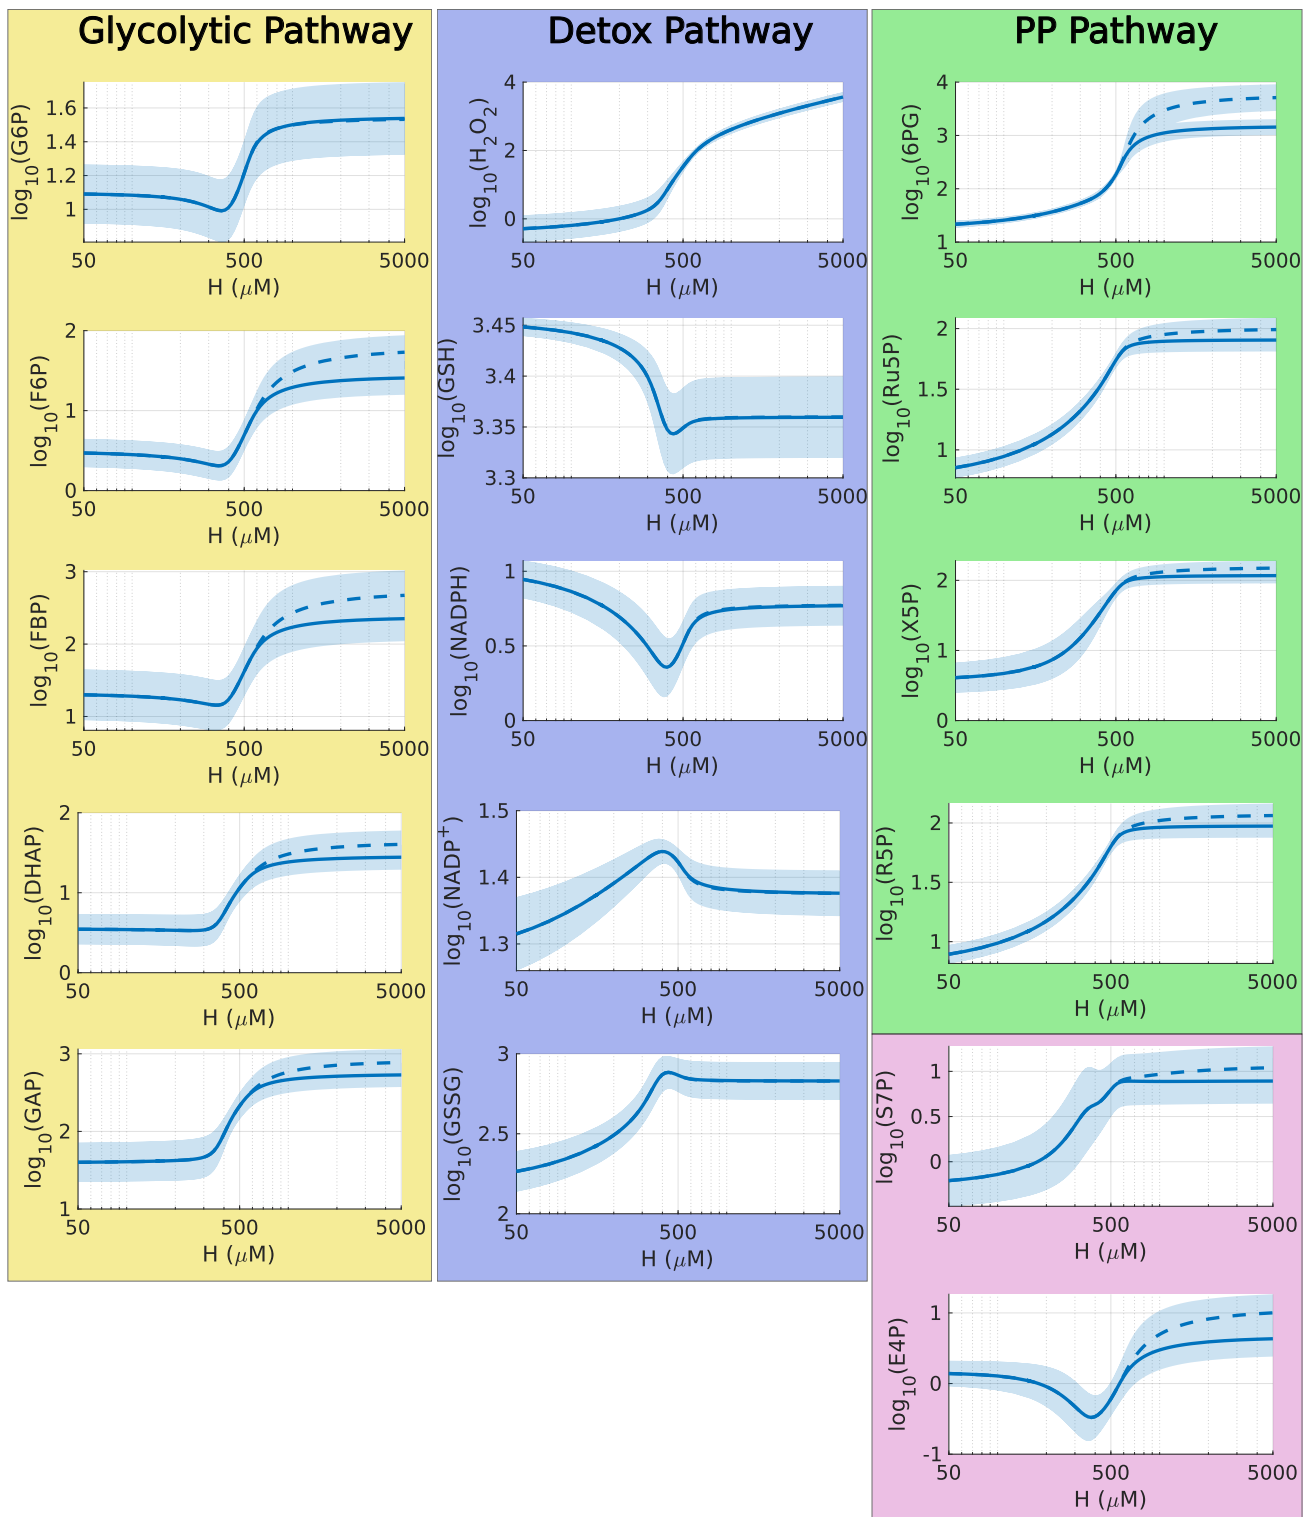 Glycolytic Pathway
log10(G6P)
1.6
1.4
1.2
1
50
500
5000
H (μM)
log10(F6P)
2
1
0
50
500
5000
H (μM)
log10(FBP)
3
2
1
50
500
5000
H (μM)
log10(DHAP)
2
1
0
50
500
5000
H (μM)
log10(GAP)
3
2
1
50
500
5000
H (μM)
Detox Pathway
log10(H2O2)
4
2
0
50
500
5000
H (μM)
log10(GSH)
3.45
3.4
3.35
3.3
50
500
5000
H (μM)
log10(NADPH)
1
0.5
0
50
500
5000
H (μM)
log10(NADP+)
1.5
1.4
1.3
50
500
5000
H (μM)
log10(GSSG)
3
2.5
2
50
500
5000
H (μM)
PP Pathway
log10(6PG)
4
3
2
1
50
500
5000
H (μM)
log10(Ru5P)
2
1.5
1
50
500
5000
H (μM)
log10(X5P)
2
1
0
50
500
5000
H (μM)
log10(R5P)
2
1.5
1
50
500
5000
H (μM)
log10(S7P)
1
0.5
0
50
500
5000
H (μM)
log10(E4P)
1
0
-1
50
500
5000
H (μM)